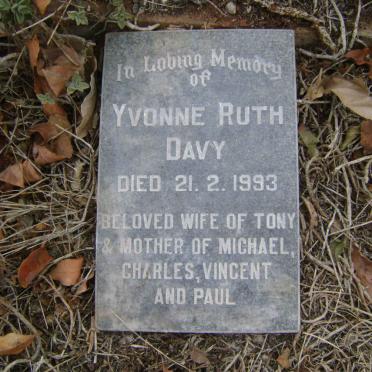 In Loving Memory
of
YVONNE RUTH
DAVY
DIED 21. 2. 1993
BELOVED WIFE OF TONY
& MOTHER OF MICHAEL,
CHARLES, VINCENT
AND PAUL